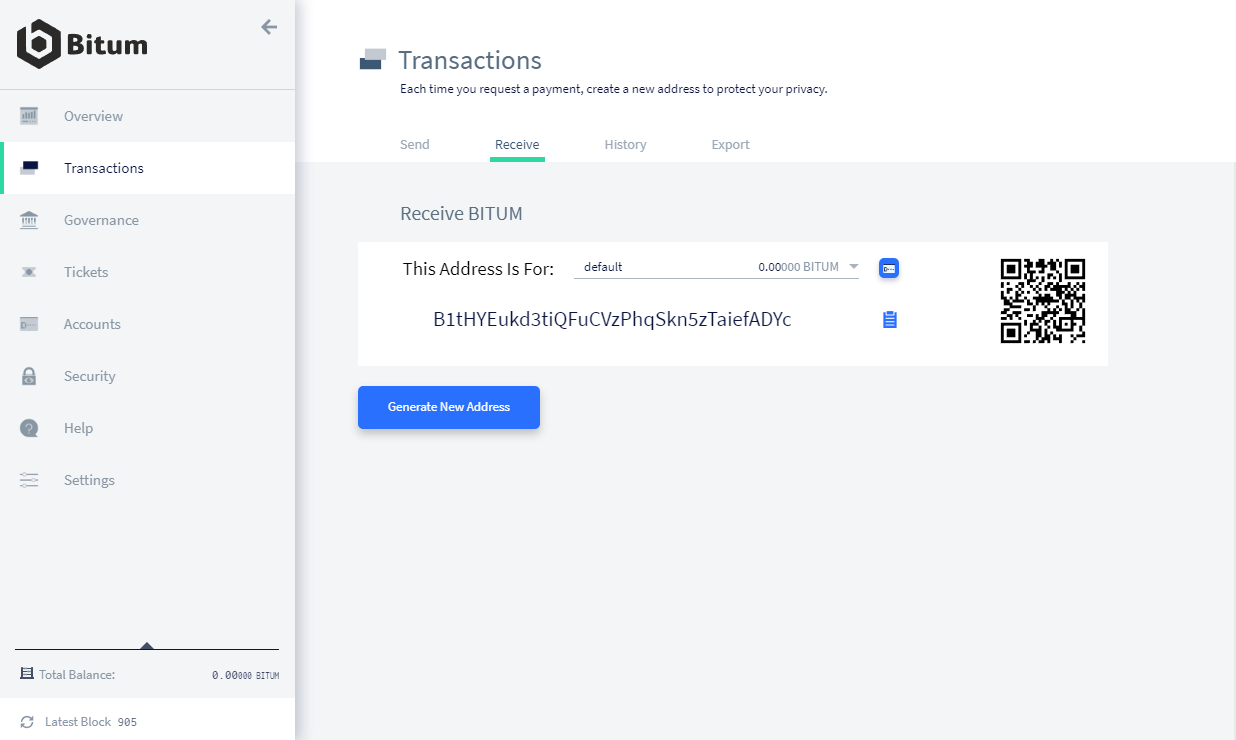 Bitum
Overview
Transactions
Governance
Tickets
Accounts
Security
Help
Settings
Total Balance: 0.00000 BITUM
Latest Block 905
Transactions
Each time you request a payment, create a new address to protect your privacy.
Send Receive History Export
Receive BITUM
This Address Is For: default 0.00000 BITUM
B1tHYEukd3tiQFuCVzPhqSkn5zTaiefADYc
Generate New Address